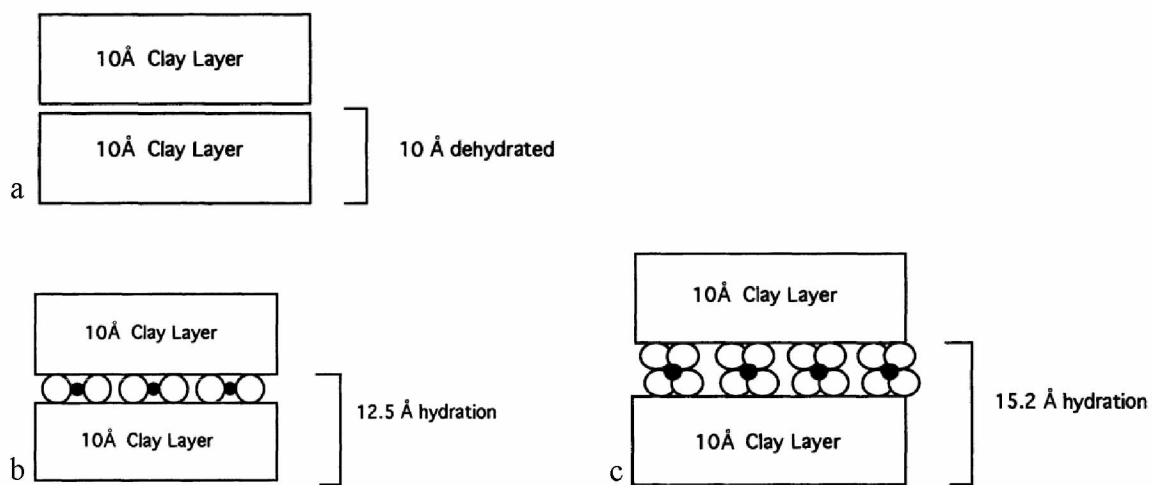 a
10Å Clay Layer
10Å Clay Layer
10 Å dehydrated
b
10Å Clay Layer
10Å Clay Layer
12.5 Å hydration
c
10Å Clay Layer
10Å Clay Layer
15.2 Å hydration